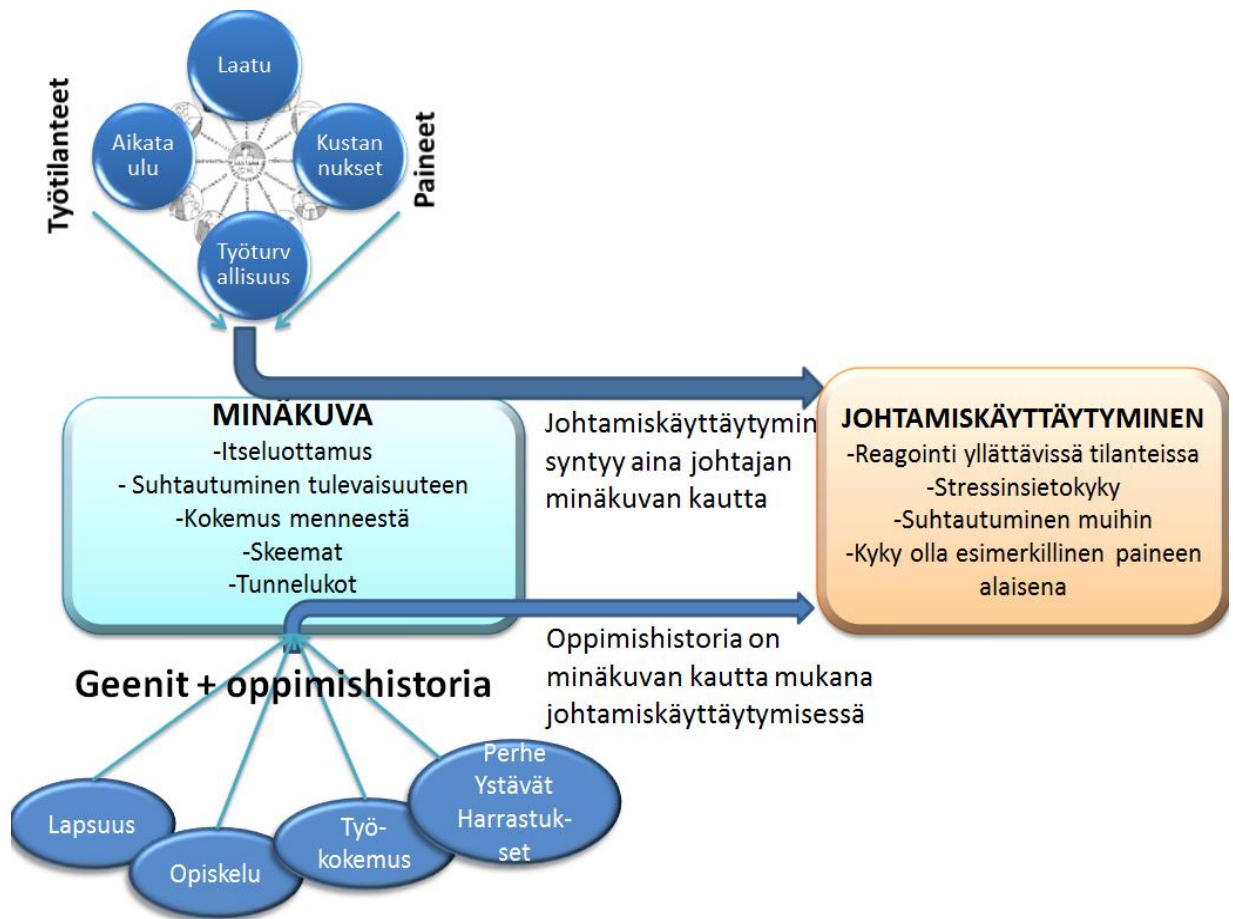 Työtilanteet
Laatu
Aikata
ulu
Kustan
nukset
Työturv
allisuus
Paineet
MINÄKUVA
-Itseluottamus
- Suhtautuminen tulevaisuuteen
-Kokemus menneestä
-Skeemat
-Tunnelukot
Johtamiskäyttäytymin
syntyy aina johtajan
minäkuvan kautta
JOHTAMISKÄYTTÄYTYMINEN
-Reagointi yllättävissä tilanteissa
-Stressinsietokyky
-Suhtautuminen muihin
-Kyky olla esimerkillinen paineen
alaisena
Geenit + oppimishistoria
Oppimishistoria on
minäkuvan kautta mukana
johtamiskäyttäytymisessä
Lapsuus
Opiskelu
Työ-
kokemus
Perhe
Ystävät
Harrastuk-
set